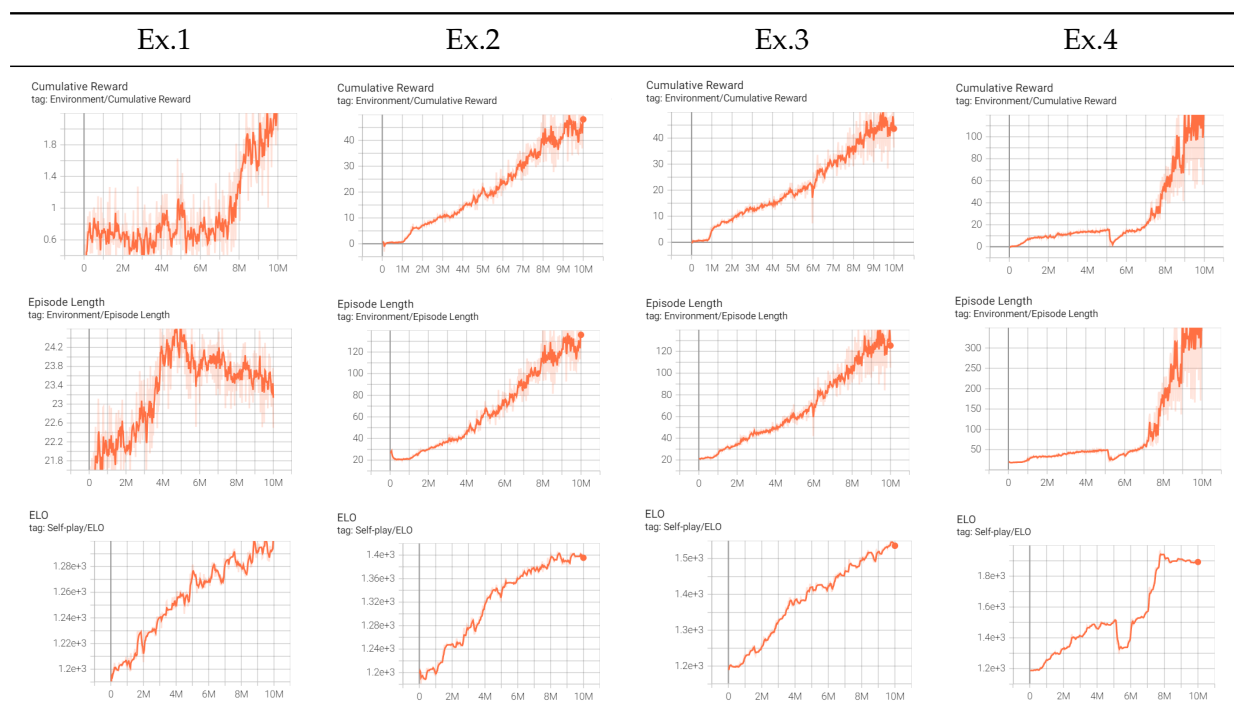 Ex.1 Ex.2 Ex.3 Ex.4
Cumulative Reward
tag: Environment/Cumulative Reward
1.8
1.4
1
0.6
0 2M 4M 6M 8M 10M
Cumulative Reward
tag: Environment/Cumulative Reward
40
30
20
10
0
0 1M 2M 3M 4M 5M 6M 7M 8M 9M 10M
Cumulative Reward
tag: Environment/Cumulative Reward
40
30
20
10
0
0 1M 2M 3M 4M 5M 6M 7M 8M 9M 10M
Cumulative Reward
tag: Environment/Cumulative Reward
100
80
60
40
20
0
0 2M 4M 6M 8M 10M
Episode Length
tag: Environment/Episode Length
24.2
23.8
23.4
23
22.6
22.2
21.8
0 2M 4M 6M 8M 10M
Episode Length
tag: Environment/Episode Length
120
100
80
60
40
20
0 2M 4M 6M 8M 10M
Episode Length
tag: Environment/Episode Length
120
100
80
60
40
20
0 2M 4M 6M 8M 10M
Episode Length
tag: Environment/Episode Length
300
250
200
150
100
50
0 2M 4M 6M 8M 10M
ELO
tag: Self-play/ELO
1.28e+3
1.26e+3
1.24e+3
1.22e+3
1.2e+3
0 2M 4M 6M 8M 10M
ELO
tag: Self-play/ELO
1.4e+3
1.36e+3
1.32e+3
1.28e+3
1.24e+3
1.2e+3
0 2M 4M 6M 8M 10M
ELO
tag: Self-play/ELO
1.5e+3
1.4e+3
1.3e+3
1.2e+3
0 2M 4M 6M 8M 10M
ELO
tag: Self-play/ELO
1.8e+3
1.6e+3
1.4e+3
1.2e+3
0 2M 4M 6M 8M 10M